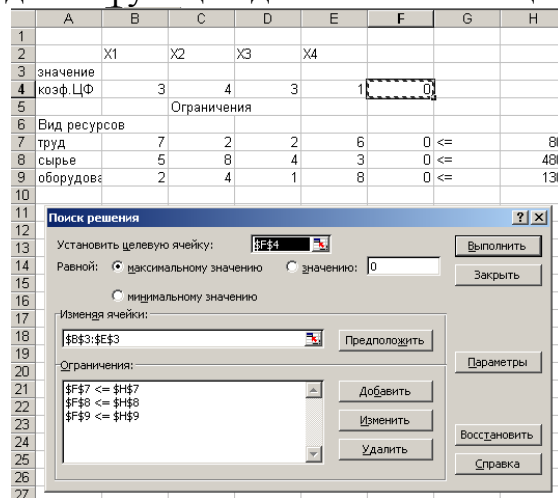 A B C D E F G H
1
2 X1 X2 X3 X4
3 значение
4 коэф.ЦФ 3 4 3 1 0
5 Ограничения
6 Вид ресурсов
7 труд 7 2 2 6 0 <=
8 сырье 5 8 4 3 0 <=
9 оборудова 2 4 1 8 0 <=
10
11 Поиск решения
12
13 Установить целевую ячейку: $F$4 Выполнить
14 Равной: максимальному значению значению: 0 Закрыть
15
16 минимальному значению
17 Изменяя ячейки:
18 $B$3:$E$3 Предположить
19
20 Ограничения: Параметры
21 $F$7 <= $H$7 Добавить
22 $F$8 <= $H$8
23 $F$9 <= $H$9 Изменить
24 Восстановить
25 Удалить
26 Справка
27